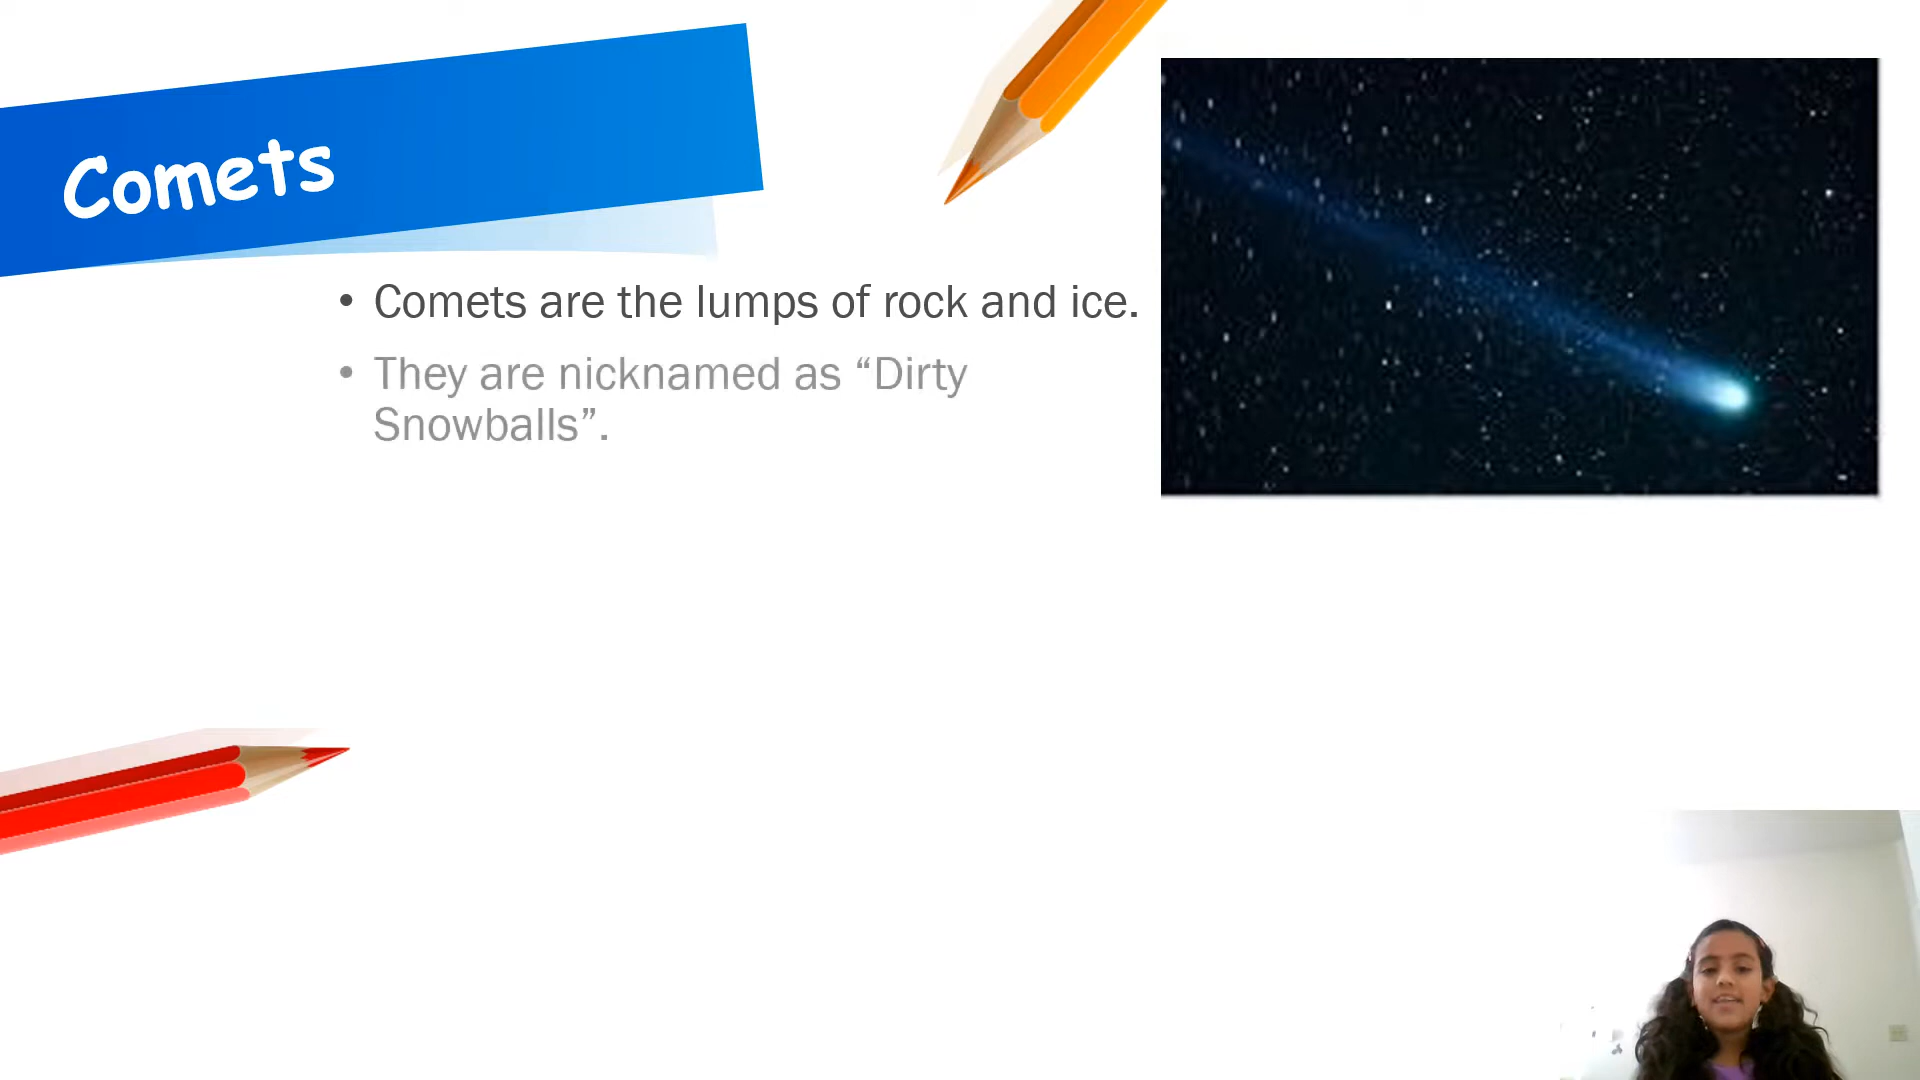 Comets
• Comets are the lumps of rock and ice.
• They are nicknamed as “Dirty
Snowballs”.